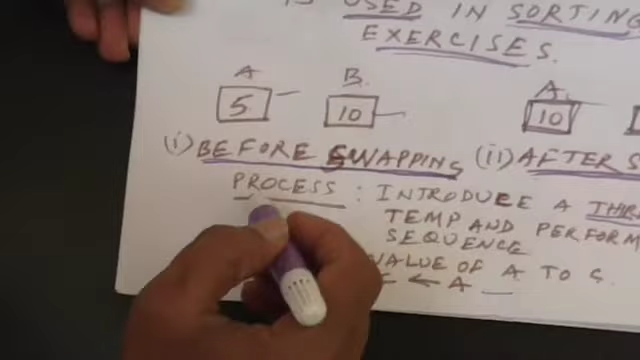 IS USED IN SORTING
EXERCISES.
A B. A.
5 10 10
(i) BEFORE SWAPPING (ii) AFTER S
PROCESS : INTRODUCE A THIR
TEMP AND PERFORM
SEQUENCE
VALUE OF A TO C.
C ← A